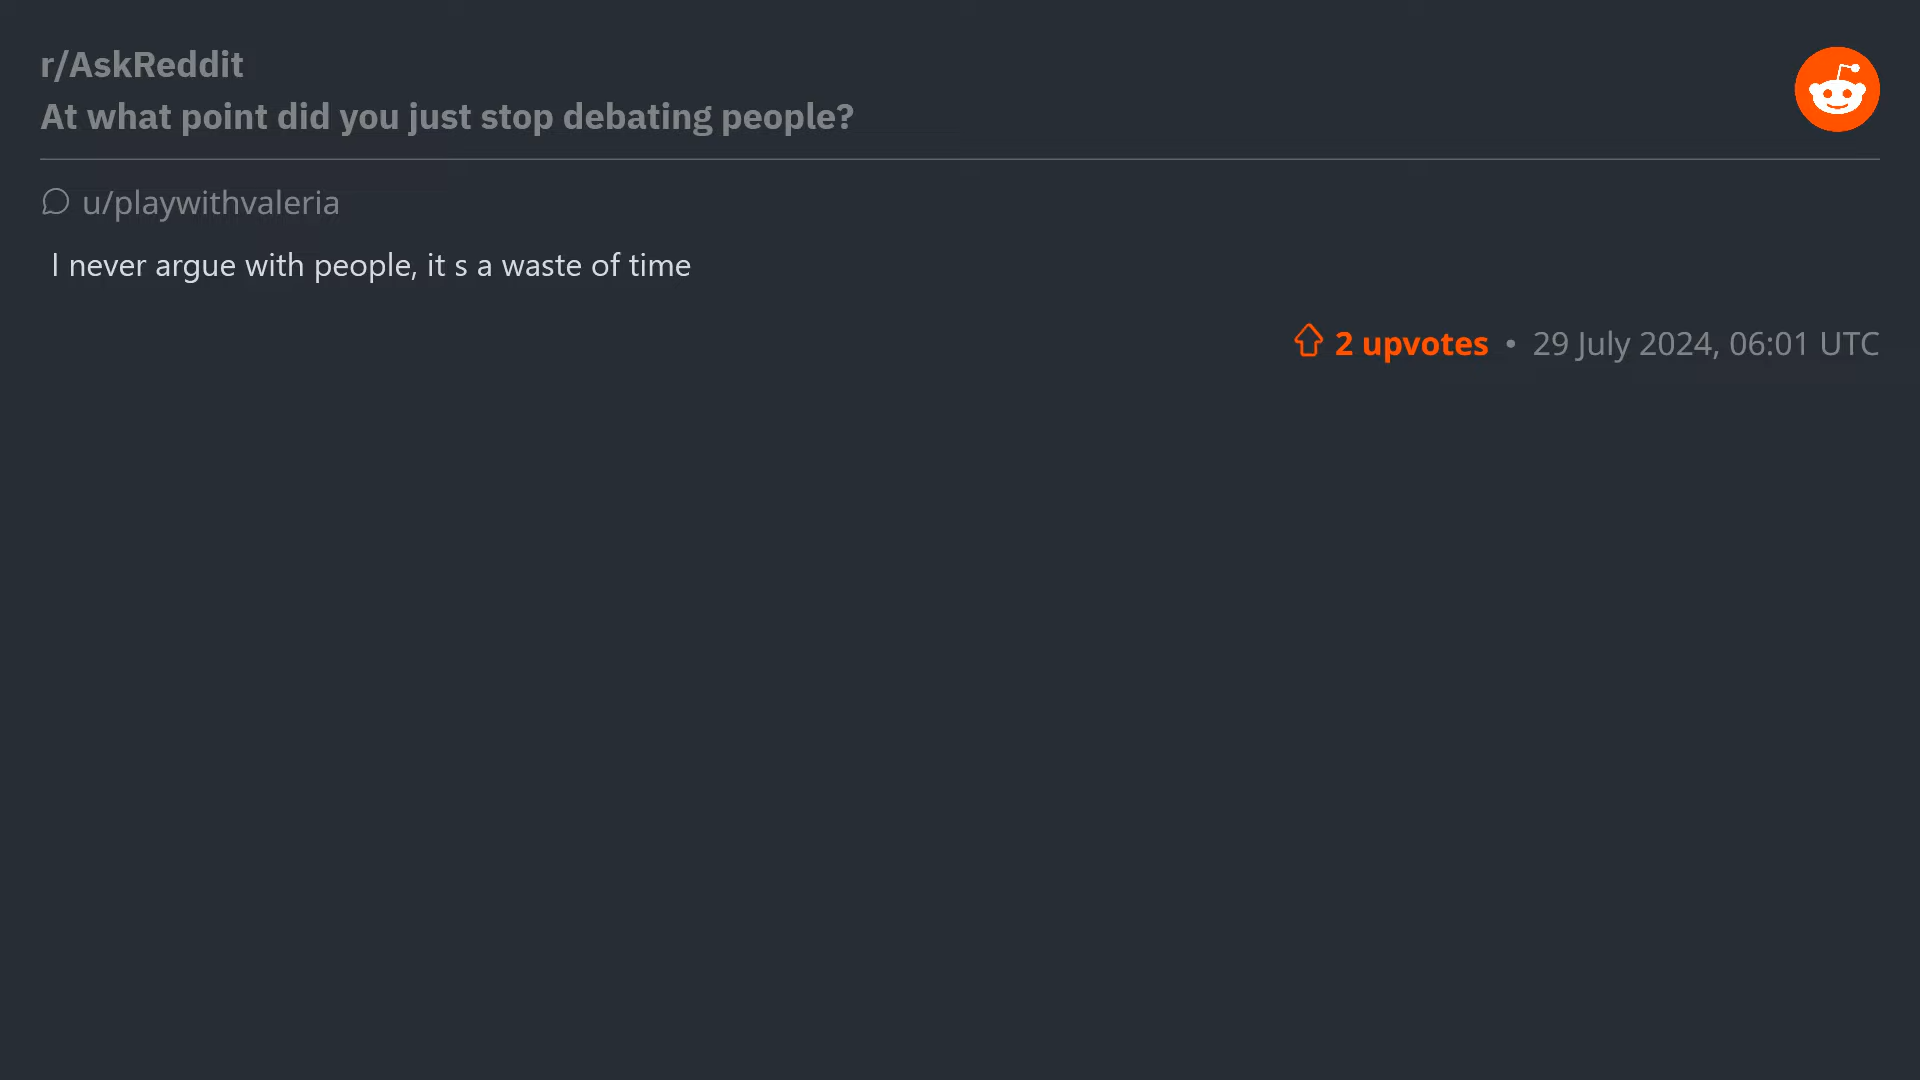 r/AskReddit
At what point did you just stop debating people?
u/playwithvaleria
I never argue with people, it s a waste of time
2 upvotes • 29 July 2024, 06:01 UTC